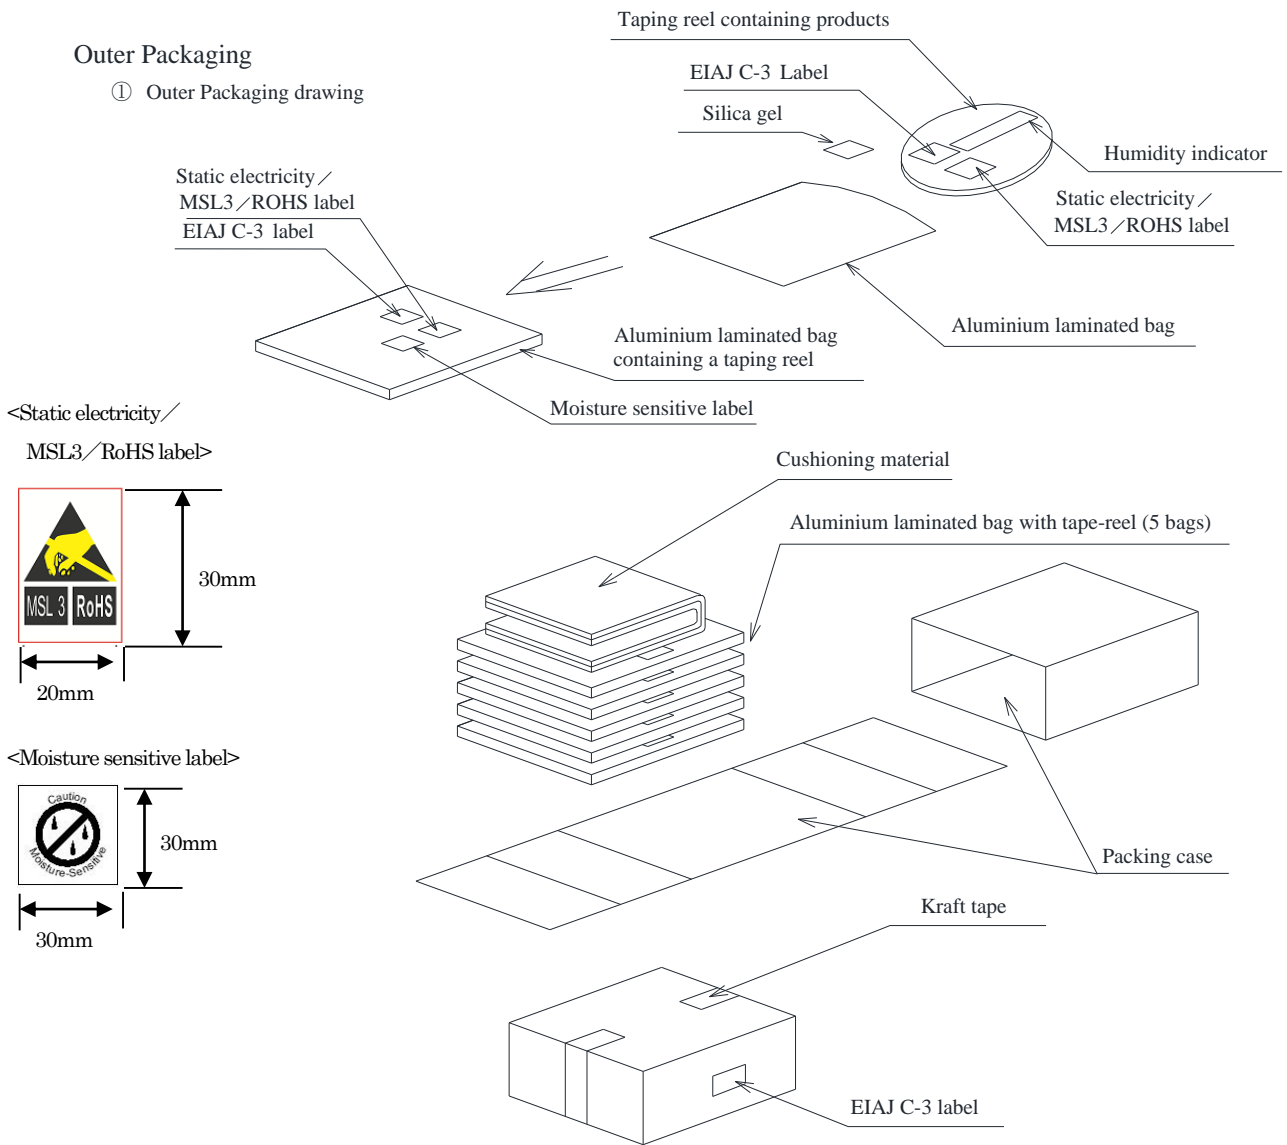 Outer Packaging
① Outer Packaging drawing
Taping reel containing products
EIAJ C-3 Label
Silica gel
Humidity indicator
Static electricity／
MSL3／ROHS label
Static electricity／
MSL3／ROHS label
EIAJ C-3 label
Aluminium laminated bag
Aluminium laminated bag
containing a taping reel
Moisture sensitive label
<Static electricity／
MSL3／RoHS label>
MSL 3
RoHS
30mm
20mm
Cushioning material
Aluminium laminated bag with tape-reel (5 bags)
<Moisture sensitive label>
Caution
Moisture-Sensitive
30mm
30mm
Packing case
Kraft tape
EIAJ C-3 label